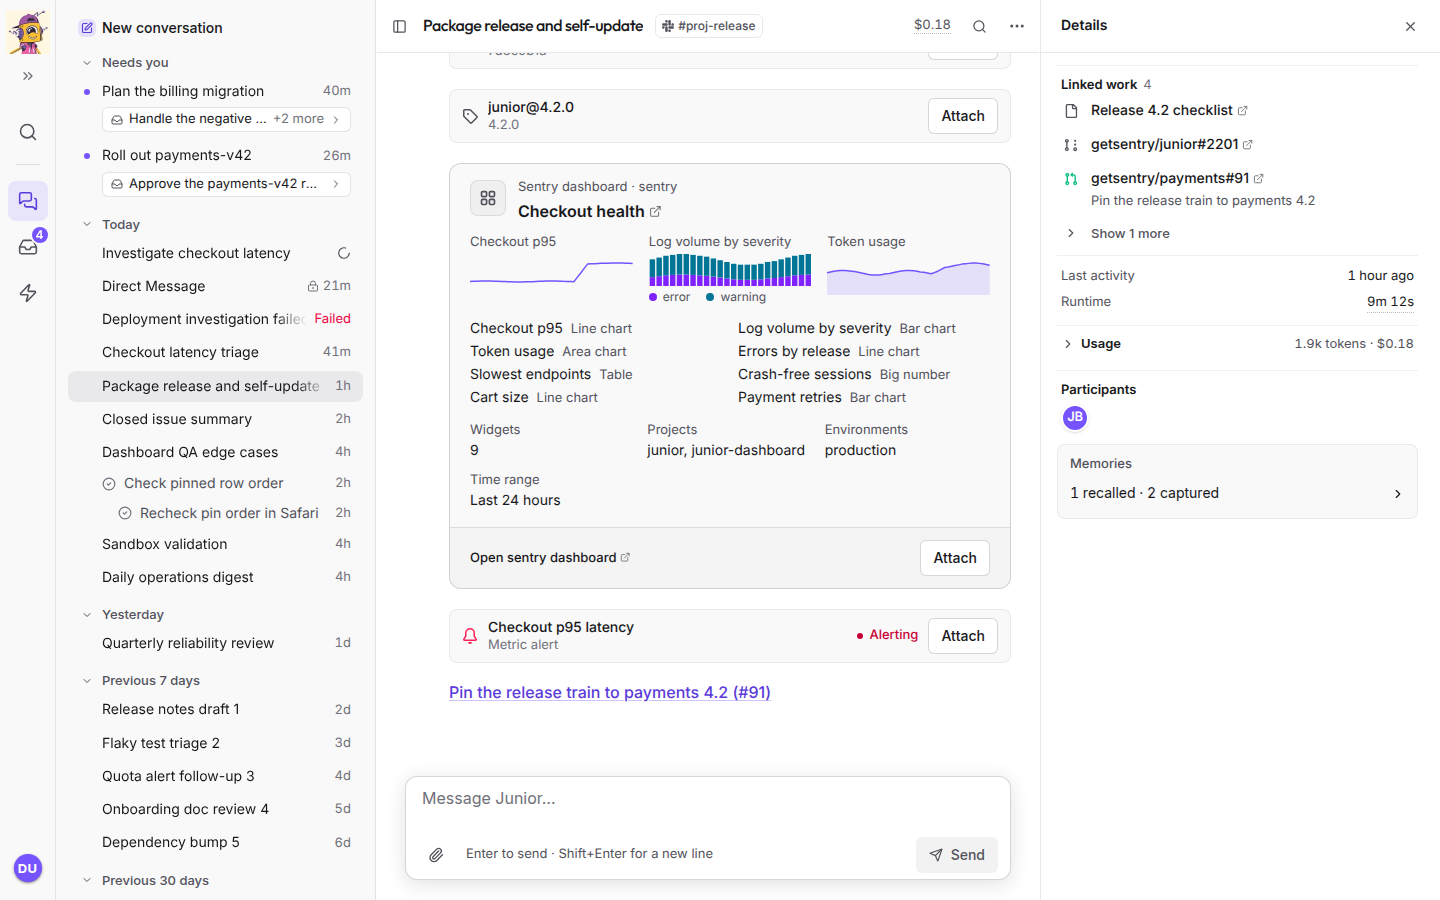 New conversation
Needs you
Plan the billing migration 40m
Handle the negative ... +2 more
Roll out payments-v42 26m
Approve the payments-v42 r...
Today
Investigate checkout latency
Direct Message 21m
Deployment investigation failed Failed
Checkout latency triage 41m
Package release and self-update 1h
Closed issue summary 2h
Dashboard QA edge cases 4h
Check pinned row order 2h
Recheck pin order in Safari 2h
Sandbox validation 4h
Daily operations digest 4h
Yesterday
Quarterly reliability review 1d
Previous 7 days
Release notes draft 1 2d
Flaky test triage 2 3d
Quota alert follow-up 3 4d
Onboarding doc review 4 5d
Dependency bump 5 6d
Previous 30 days
4
DU
Package release and self-update #proj-release $0.18
junior@4.2.0
4.2.0
Attach
Sentry dashboard · sentry
Checkout health
Checkout p95 Log volume by severity Token usage
error warning
Checkout p95 Line chart Log volume by severity Bar chart
Token usage Area chart Errors by release Line chart
Slowest endpoints Table Crash-free sessions Big number
Cart size Line chart Payment retries Bar chart
Widgets Projects Environments
9 junior, junior-dashboard production
Time range
Last 24 hours
Open sentry dashboard Attach
Checkout p95 latency
Metric alert
Alerting Attach
Pin the release train to payments 4.2 (#91)
Message Junior...
Enter to send · Shift+Enter for a new line Send
Details
Linked work 4
Release 4.2 checklist
getsentry/junior#2201
getsentry/payments#91
Pin the release train to payments 4.2
Show 1 more
Last activity 1 hour ago
Runtime 9m 12s
Usage 1.9k tokens · $0.18
Participants
JB
Memories
1 recalled · 2 captured